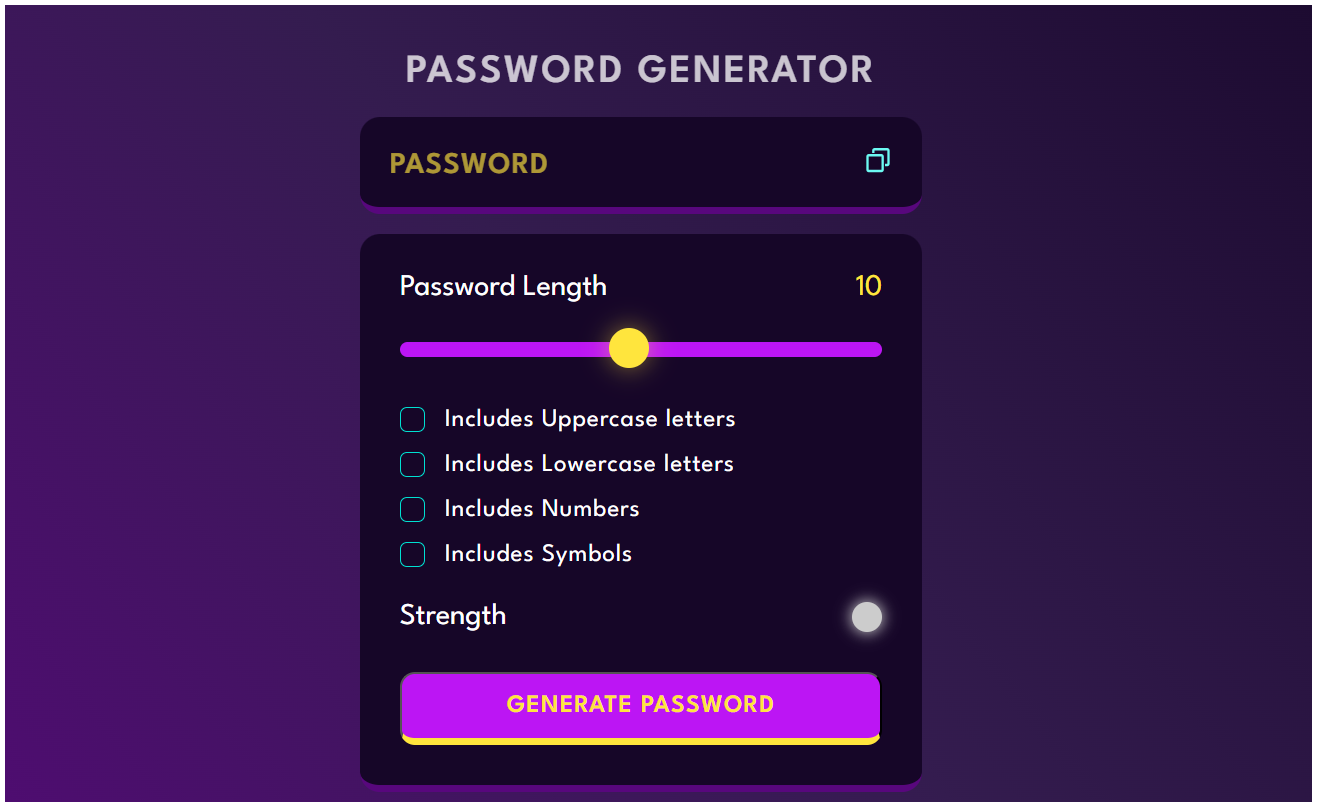 PASSWORD GENERATOR
PASSWORD
Password Length 10
Includes Uppercase letters
Includes Lowercase letters
Includes Numbers
Includes Symbols
Strength
GENERATE PASSWORD